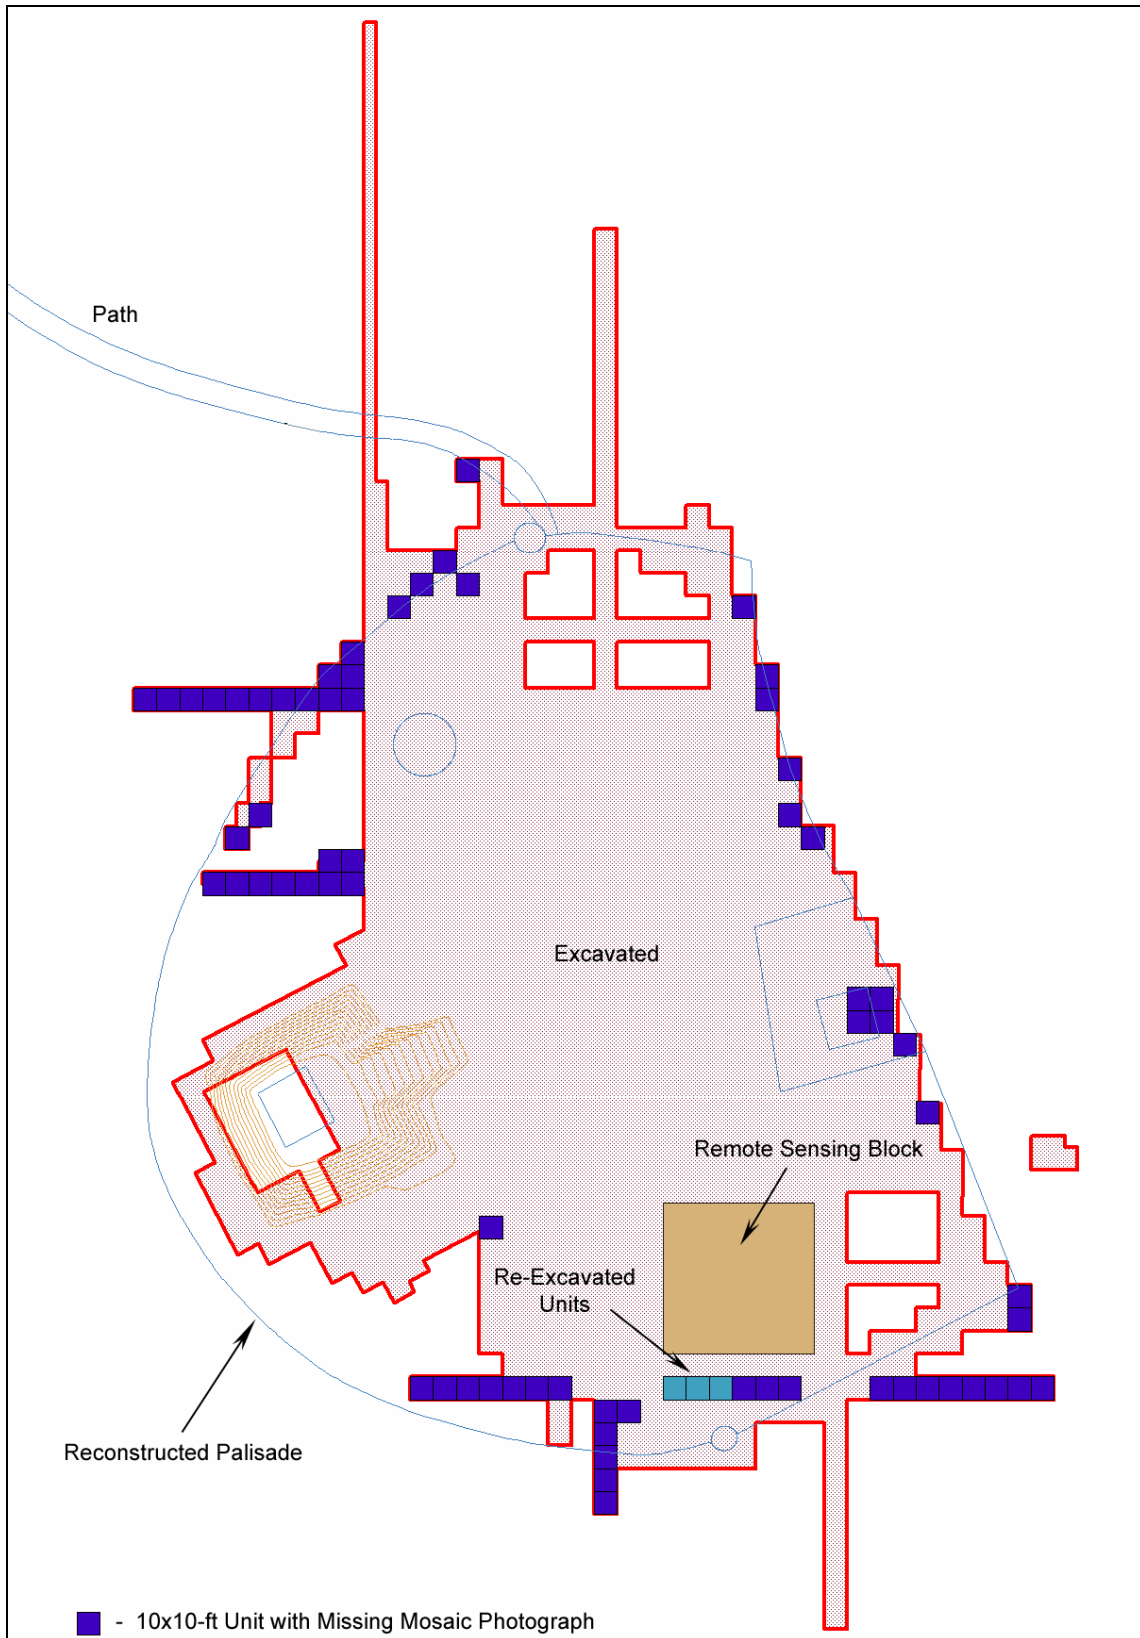 Path
Excavated
Remote Sensing Block
Re-Excavated
Units
Reconstructed Palisade
- 10x10-ft Unit with Missing Mosaic Photograph